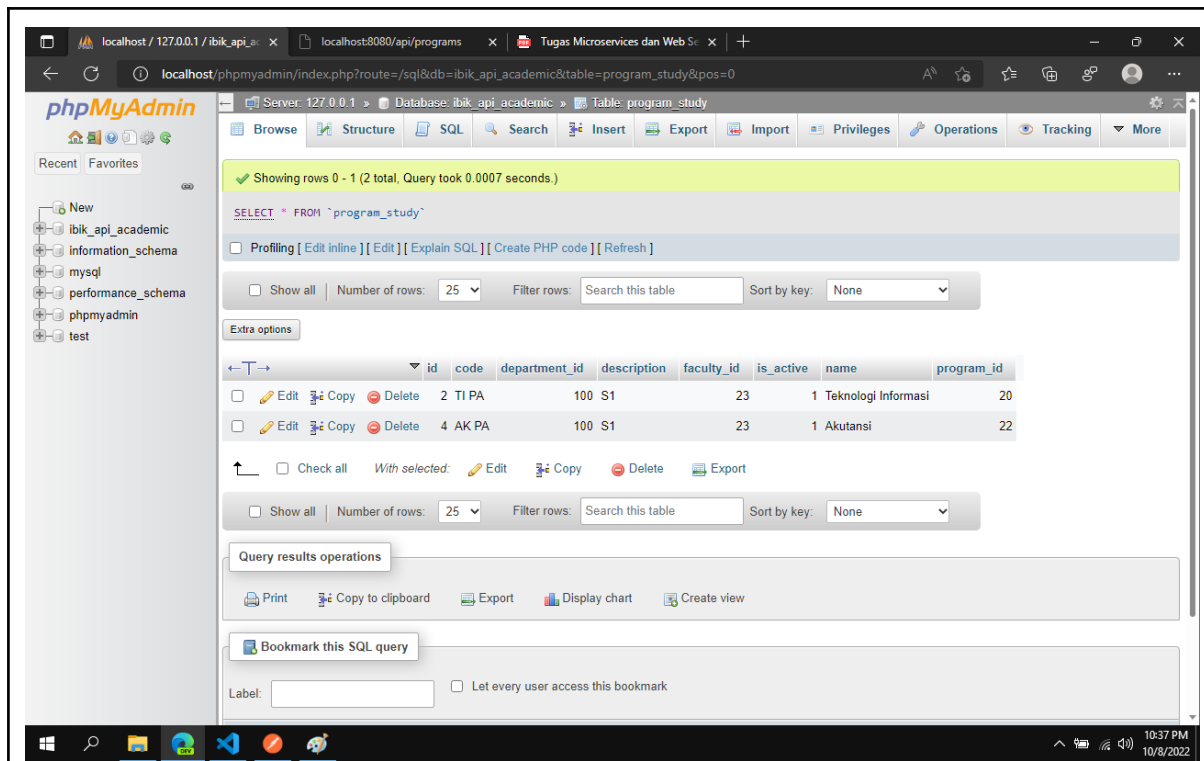 localhost / 127.0.0.1 / ibik_api_ac
localhost:8080/api/programs
PDF
Tugas Microservices dan Web Se
localhost/phpmyadmin/index.php?route=/sql&db=ibik_api_academic&table=program_study&pos=0
phpMyAdmin
Recent Favorites
New
ibik_api_academic
information_schema
mysql
performance_schema
phpmyadmin
test
Server: 127.0.0.1 » Database: ibik_api_academic » Table: program_study
Browse Structure SQL Search Insert Export Import Privileges Operations Tracking More
Showing rows 0 - 1 (2 total, Query took 0.0007 seconds.)
SELECT * FROM `program_study`
Profiling [ Edit inline ] [ Edit ] [ Explain SQL ] [ Create PHP code ] [ Refresh ]
Show all | Number of rows: 25 Filter rows: Search this table Sort by key: None
Extra options
←T→ id code department_id description faculty_id is_active name program_id
Edit Copy Delete 2 TI PA 100 S1 23 1 Teknologi Informasi 20
Edit Copy Delete 4 AK PA 100 S1 23 1 Akutansi 22
Check all With selected: Edit Copy Delete Export
Show all | Number of rows: 25 Filter rows: Search this table Sort by key: None
Query results operations
Print Copy to clipboard Export Display chart Create view
Bookmark this SQL query
Label: Let every user access this bookmark
DEV
10:37 PM
10/8/2022